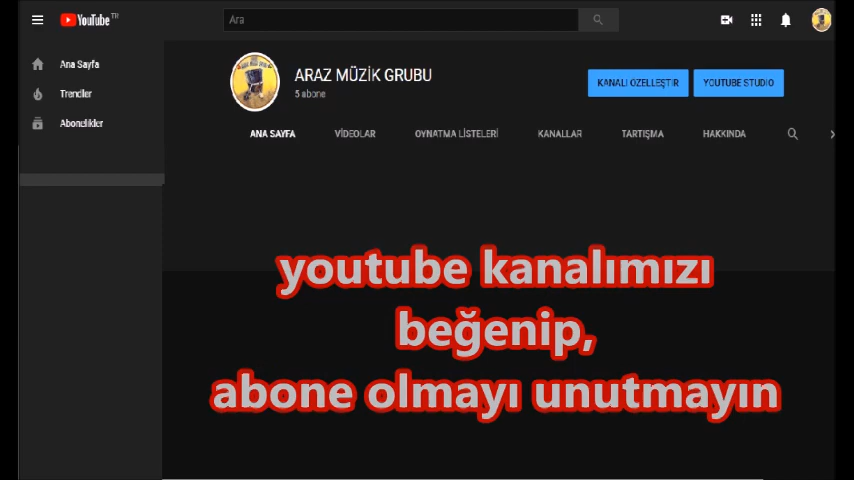 YouTube TR
Ara
Ana Sayfa
Trendler
Abonelikler
ARAZ MÜZİK GRUBU
5 abone
KANALI ÖZELLEŞTİR
YOUTUBE STUDIO
ANA SAYFA
VİDEOLAR
OYNATMA LİSTELERİ
KANALLAR
TARTIŞMA
HAKKINDA
youtube kanalımızı
beğenip,
abone olmayı unutmayın